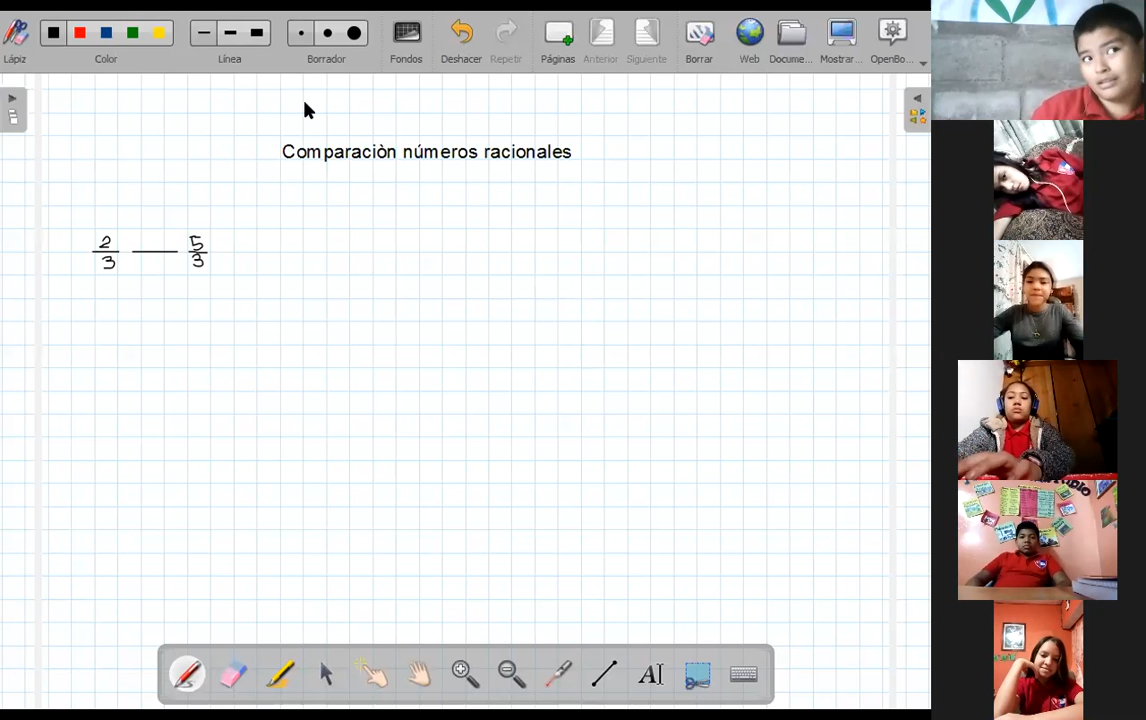 Lápiz
Color
Línea
Borrador
Fondos
Deshacer
Repetir
Páginas
Anterior
Siguiente
Borrar
Web
Docume...
Mostrar...
OpenBo...
Comparaciòn números racionales
2/3 — 5/3
AI